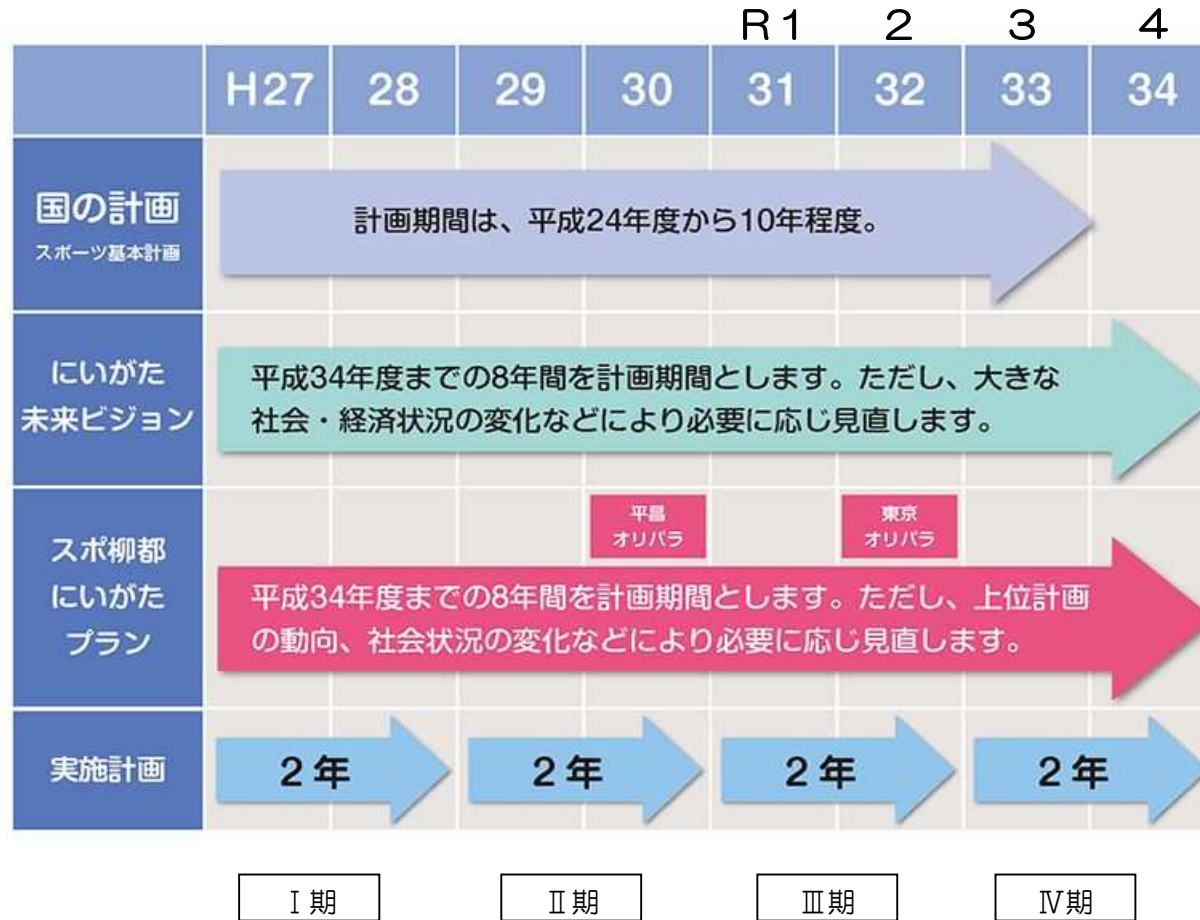 R1 2 3 4
H27 28 29 30 31 32 33 34
国の計画
スポーツ基本計画
計画期間は、平成24年度から10年程度。
にいがた
未来ビジョン
平成34年度までの8年間を計画期間とします。ただし、大きな
社会・経済状況の変化などにより必要に応じ見直します。
スポ柳都
にいがた
プラン
平昌
オリパラ
東京
オリパラ
平成34年度までの8年間を計画期間とします。ただし、上位計画
の動向、社会状況の変化などにより必要に応じ見直します。
実施計画
2年 2年 2年 2年
Ⅰ期 Ⅱ期 Ⅲ期 Ⅳ期